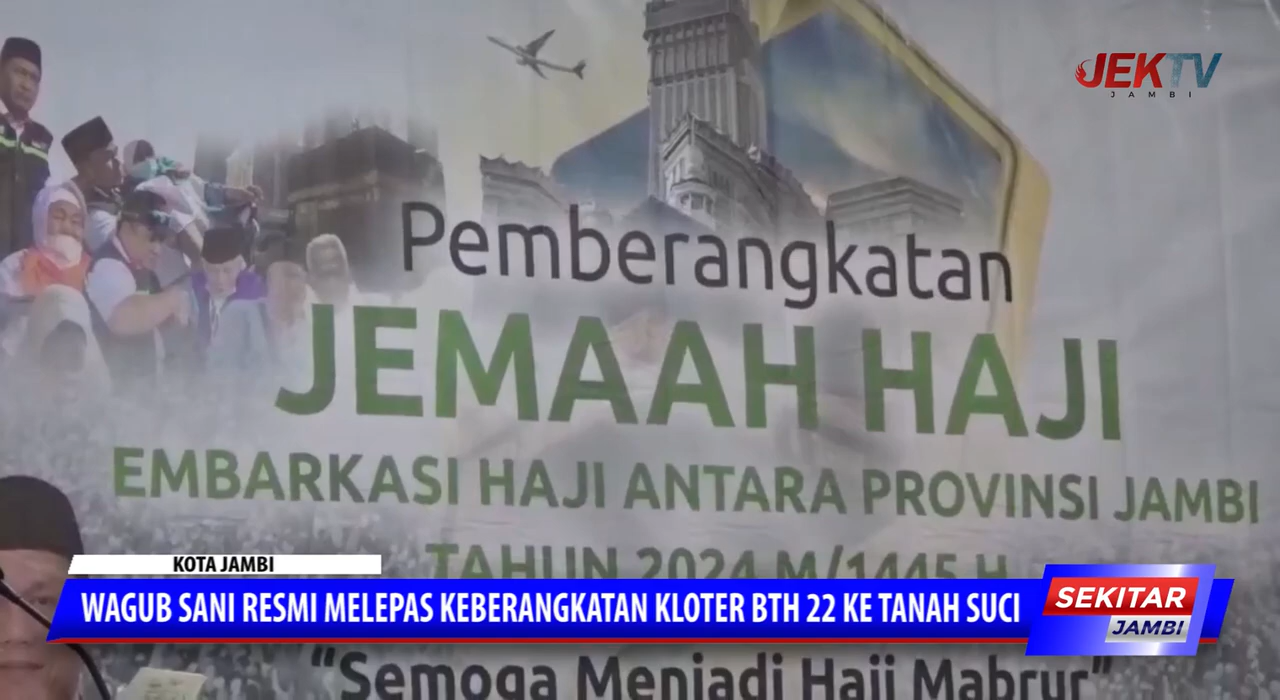 JEKTV
JAMBI
Pemberangkatan
JEMAAH HAJI
EMBARKASI HAJI ANTARA PROVINSI JAMBI
TAHUN 2024 M/1445 H
KOTA JAMBI
WAGUB SANI RESMI MELEPAS KEBERANGKATAN KLOTER BTH 22 KE TANAH SUCI
SEKITAR
JAMBI
"Semoga Menjadi Haji Mabrur"